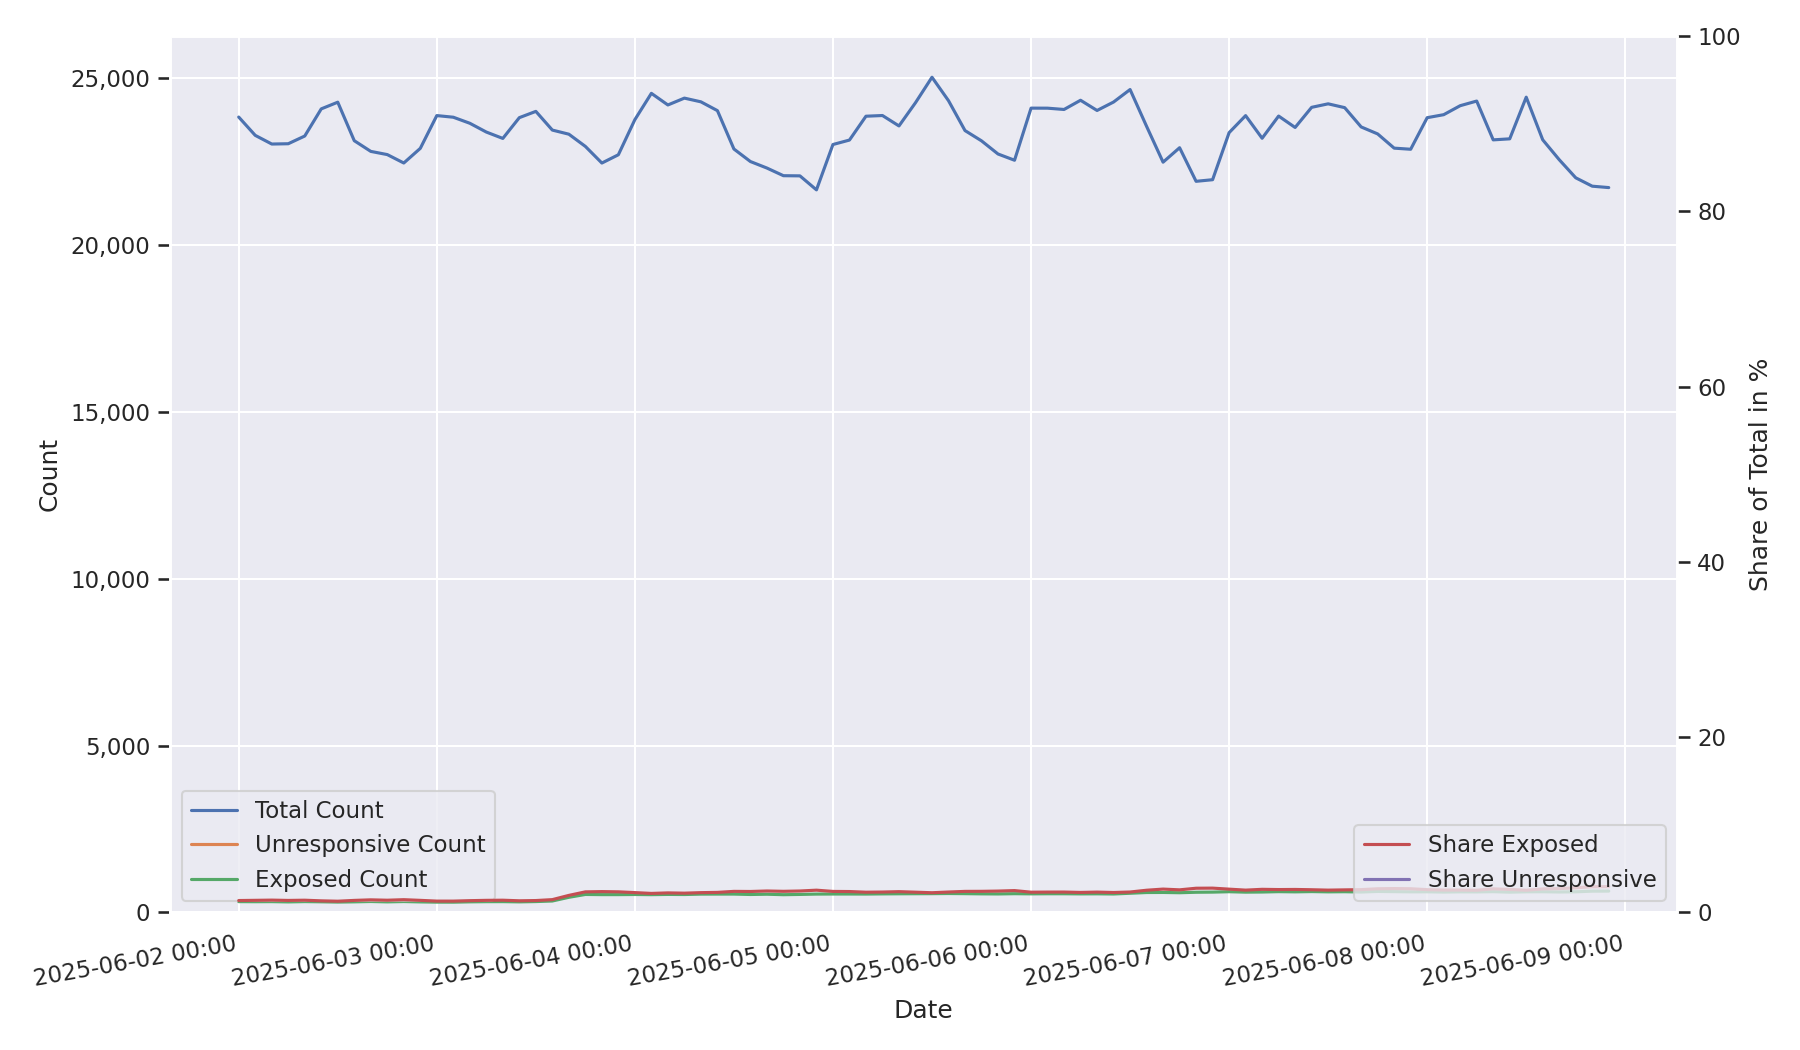 100
25,000
80
20,000
60
15,000
Count
Share of Total in %
40
10,000
20
5,000
Total Count
Unresponsive Count
Exposed Count
Share Exposed
Share Unresponsive
0
0
2025-06-02 00:00
2025-06-03 00:00
2025-06-04 00:00
2025-06-05 00:00
2025-06-06 00:00
2025-06-07 00:00
2025-06-08 00:00
2025-06-09 00:00
Date